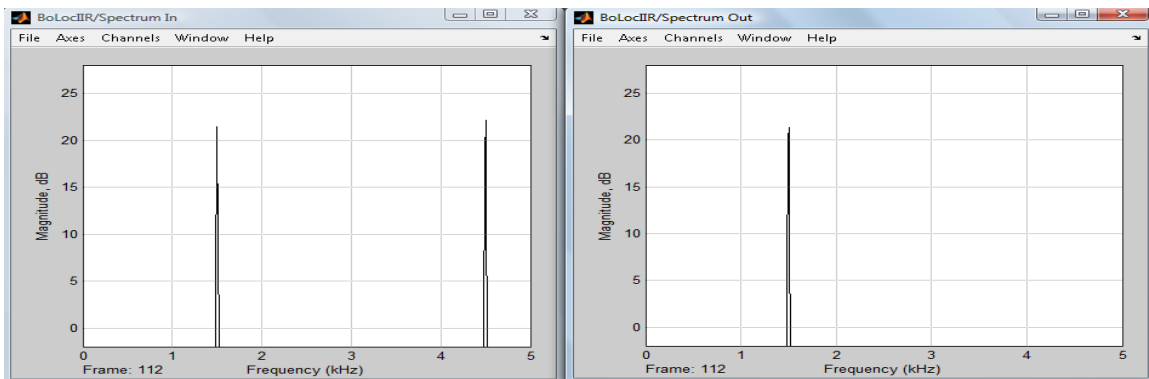 BoLocIIR/Spectrum In
File Axes Channels Window Help
25
20
15
10
5
0
Magnitude, dB
0 1 2 3 4 5
Frame: 112 Frequency (kHz)
BoLocIIR/Spectrum Out
File Axes Channels Window Help
25
20
15
10
5
0
Magnitude, dB
0 1 2 3 4 5
Frame: 112 Frequency (kHz)